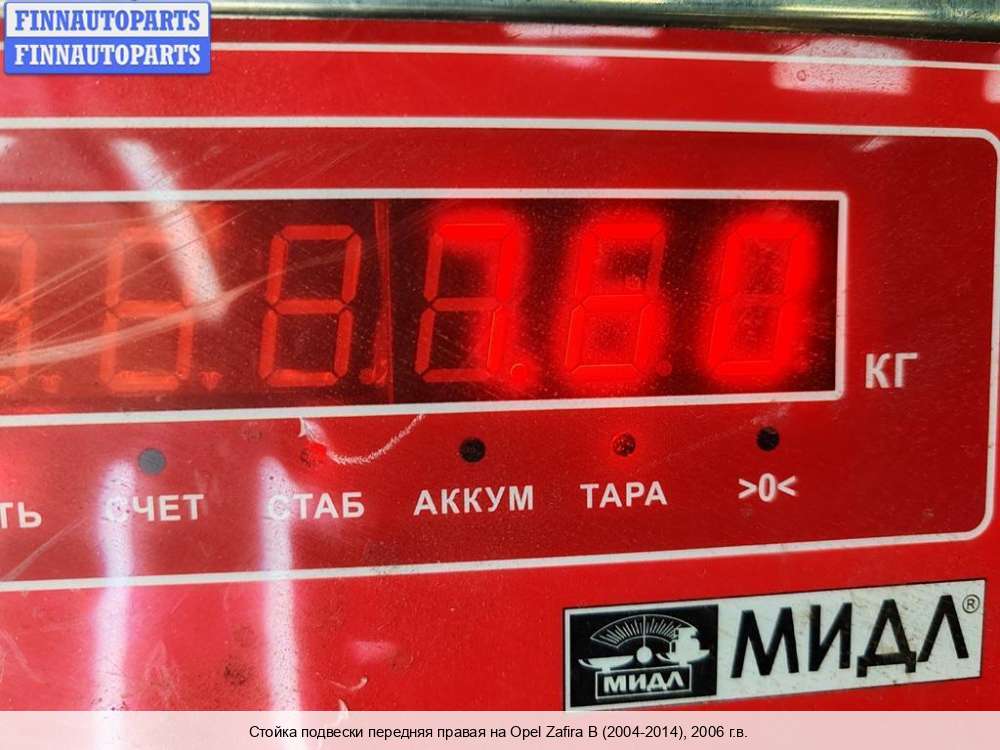 FINNAUTOPARTS
FINNAUTOPARTS
7.60
КГ
ТЬ СЧЕТ СТАБ АККУМ ТАРА >0<
МИДЛ МИДЛ®
Стойка подвески передняя правая на Opel Zafira B (2004-2014), 2006 г.в.